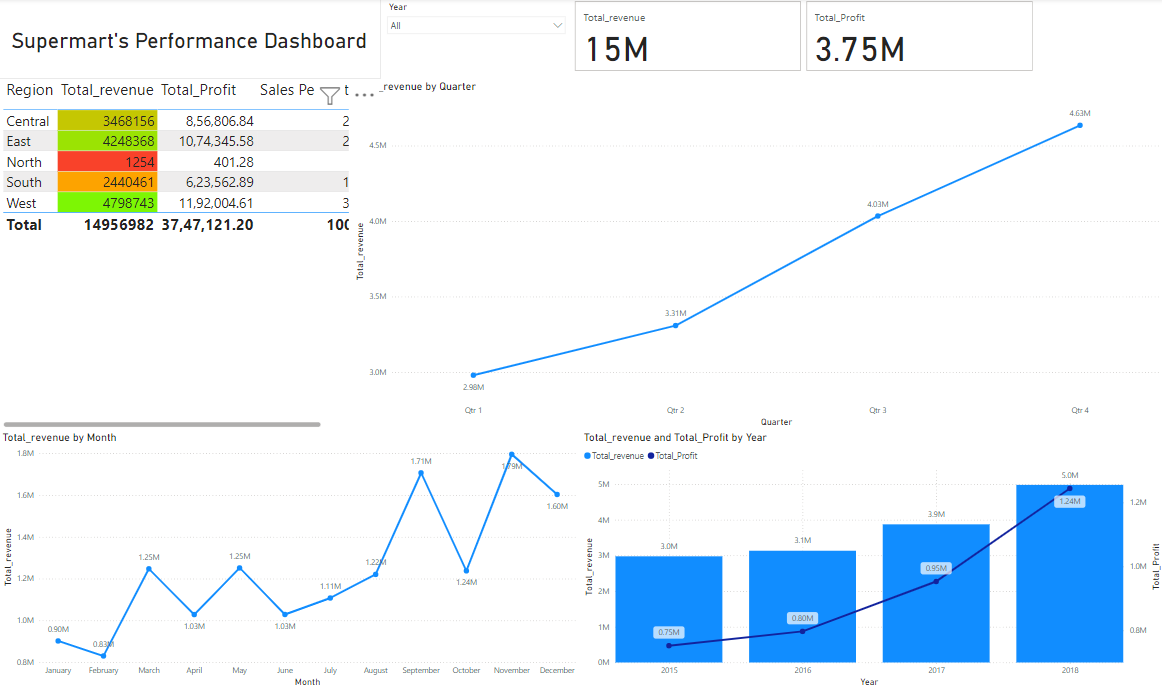 Supermart's Performance Dashboard
Year
All
Total_revenue
15M
Total_Profit
3.75M
Region Total_revenue Total_Profit Sales Pe t
Central 3468156 8,56,806.84 2
East 4248368 10,74,345.58 2
North 1254 401.28
South 2440461 6,23,562.89 1
West 4798743 11,92,004.61 3
Total 14956982 37,47,121.20 100
_revenue by Quarter
Total_revenue
4.5M
4.0M
3.5M
3.0M
2.98M
3.31M
4.03M
4.63M
Qtr 1 Qtr 2 Qtr 3 Qtr 4
Quarter
Total_revenue by Month
Total_revenue
1.8M
1.6M
1.4M
1.2M
1.0M
0.8M
0.90M
0.83M
1.25M
1.03M
1.25M
1.03M
1.11M
1.22M
1.71M
1.24M
1.79M
1.60M
January February March April May June July August September October November December
Month
Total_revenue and Total_Profit by Year
Total_revenue Total_Profit
Total_revenue
5M
4M
3M
2M
1M
0M
3.0M
3.1M
3.9M
5.0M
0.75M
0.80M
0.95M
1.24M
1.2M
1.0M
0.8M
Total_Profit
2015 2016 2017 2018
Year